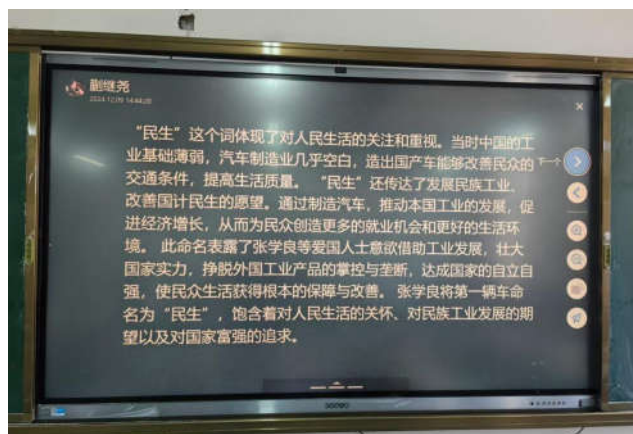 蒯继尧
2024.12.09 14:44:28
“民生”这个词体现了对人民生活的关注和重视。当时中国的工
业基础薄弱，汽车制造业几乎空白，造出国产车能够改善民众的
下一个
交通条件，提高生活质量。 “民生”还传达了发展民族工业、
改善国计民生的愿望。通过制造汽车，推动本国工业的发展，促
进经济增长，从而为民众创造更多的就业机会和更好的生活环
境。 此命名表露了张学良等爱国人士意欲借助工业发展，壮大
国家实力，挣脱外国工业产品的掌控与垄断，达成国家的自立自
强，使民众生活获得根本的保障与改善。 张学良将第一辆车命
名为“民生”，饱含着对人民生活的关怀、对民族工业发展的期
望以及对国家富强的追求。